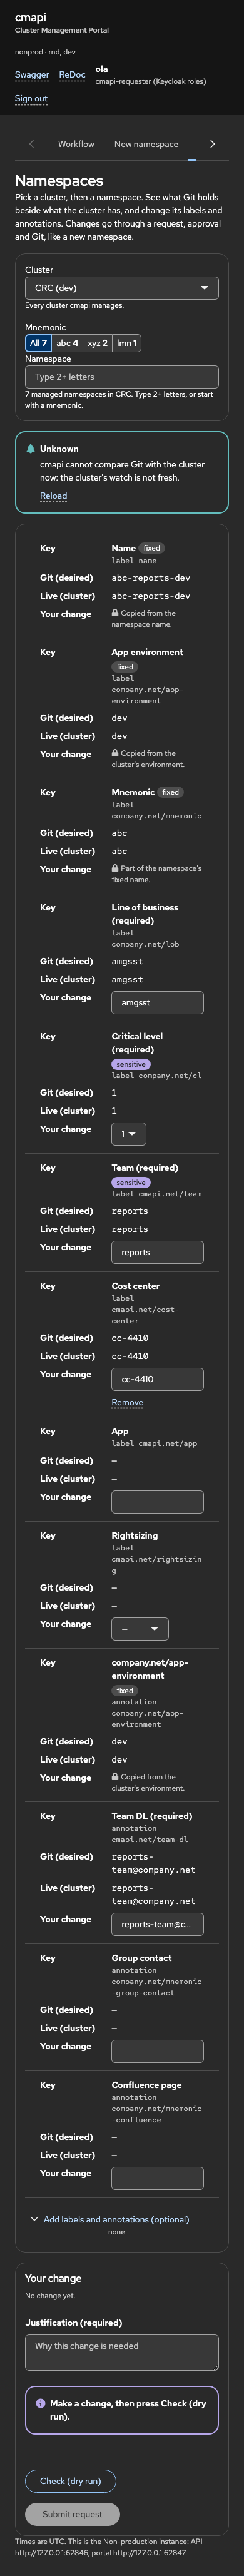 cmapi
Cluster Management Portal
nonprod · rnd, dev
Swagger ReDoc
ola
cmapi-requester (Keycloak roles)
Sign out
Workflow New namespace
Namespaces
Pick a cluster, then a namespace. See what Git holds
beside what the cluster has, and change its labels and
annotations. Changes go through a request, approval
and Git, like a new namespace.
Cluster
CRC (dev)
Every cluster cmapi manages.
Mnemonic
All 7 abc 4 xyz 2 lmn 1
Namespace
Type 2+ letters
7 managed namespaces in CRC. Type 2+ letters, or start
with a mnemonic.
Unknown
cmapi cannot compare Git with the cluster
now: the cluster's watch is not fresh.
Reload
Key Name fixed
label name
Git (desired) abc-reports-dev
Live (cluster) abc-reports-dev
Your change Copied from the
namespace name.
Key App environment
fixed
label
company.net/app-
environment
Git (desired) dev
Live (cluster) dev
Your change Copied from the
cluster's environment.
Key Mnemonic fixed
label
company.net/mnemonic
Git (desired) abc
Live (cluster) abc
Your change Part of the namespace's
fixed name.
Key Line of business
(required)
label
company.net/lob
Git (desired) amgsst
Live (cluster) amgsst
Your change amgsst
Key Critical level
(required)
sensitive
label company.net/cl
Git (desired) 1
Live (cluster) 1
Your change 1
Key Team (required)
sensitive
label cmapi.net/team
Git (desired) reports
Live (cluster) reports
Your change reports
Key Cost center
label
cmapi.net/cost-
center
Git (desired) cc-4410
Live (cluster) cc-4410
Your change cc-4410
Remove
Key App
label cmapi.net/app
Git (desired) —
Live (cluster) —
Your change
Key Rightsizing
label
cmapi.net/rightsizin
g
Git (desired) —
Live (cluster) —
Your change —
Key company.net/app-
environment
fixed
annotation
company.net/app-
environment
Git (desired) dev
Live (cluster) dev
Your change Copied from the
cluster's environment.
Key Team DL (required)
annotation
cmapi.net/team-dl
Git (desired) reports-
team@company.net
Live (cluster) reports-
team@company.net
Your change reports-team@c...
Key Group contact
annotation
company.net/mnemonic
-group-contact
Git (desired) —
Live (cluster) —
Your change
Key Confluence page
annotation
company.net/mnemonic
-confluence
Git (desired) —
Live (cluster) —
Your change
Add labels and annotations (optional)
none
Your change
No change yet.
Justification (required)
Why this change is needed
Make a change, then press Check (dry
run).
Check (dry run)
Submit request
Times are UTC. This is the Non-production instance: API
http://127.0.0.1:62846, portal http://127.0.0.1:62847.